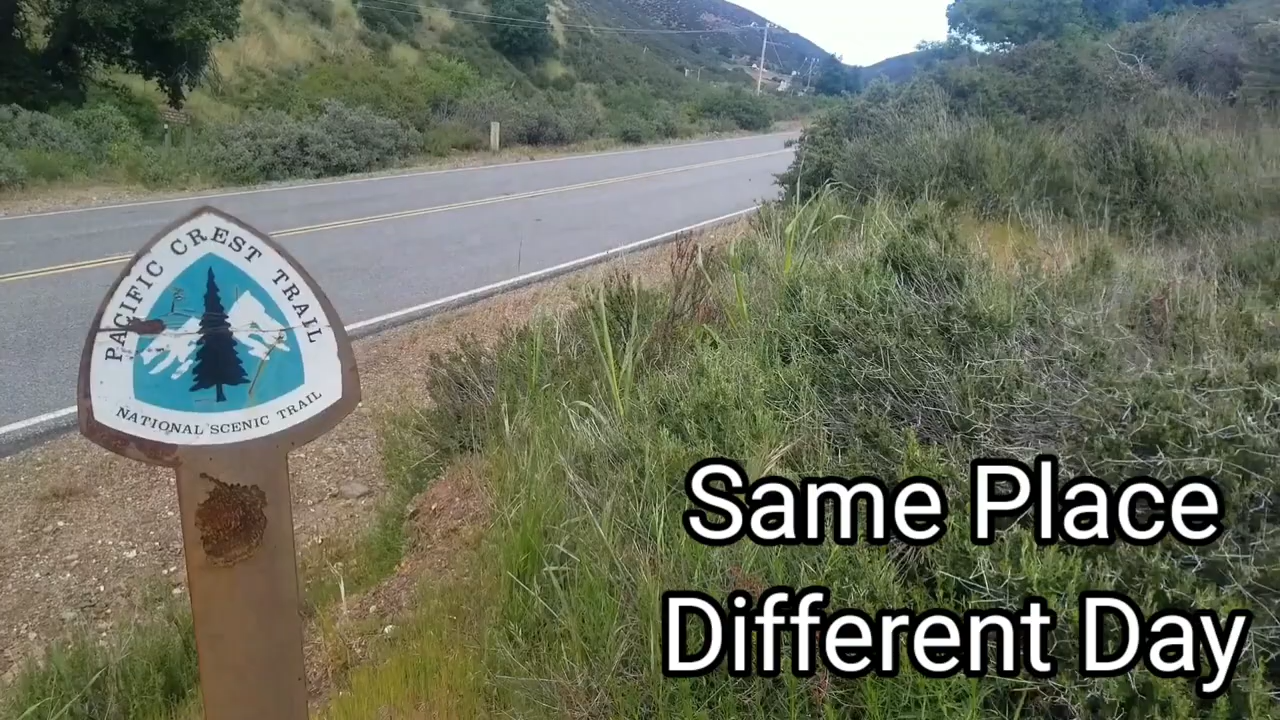 PACIFIC CREST TRAIL
NATIONAL SCENIC TRAIL
Same Place
Different Day